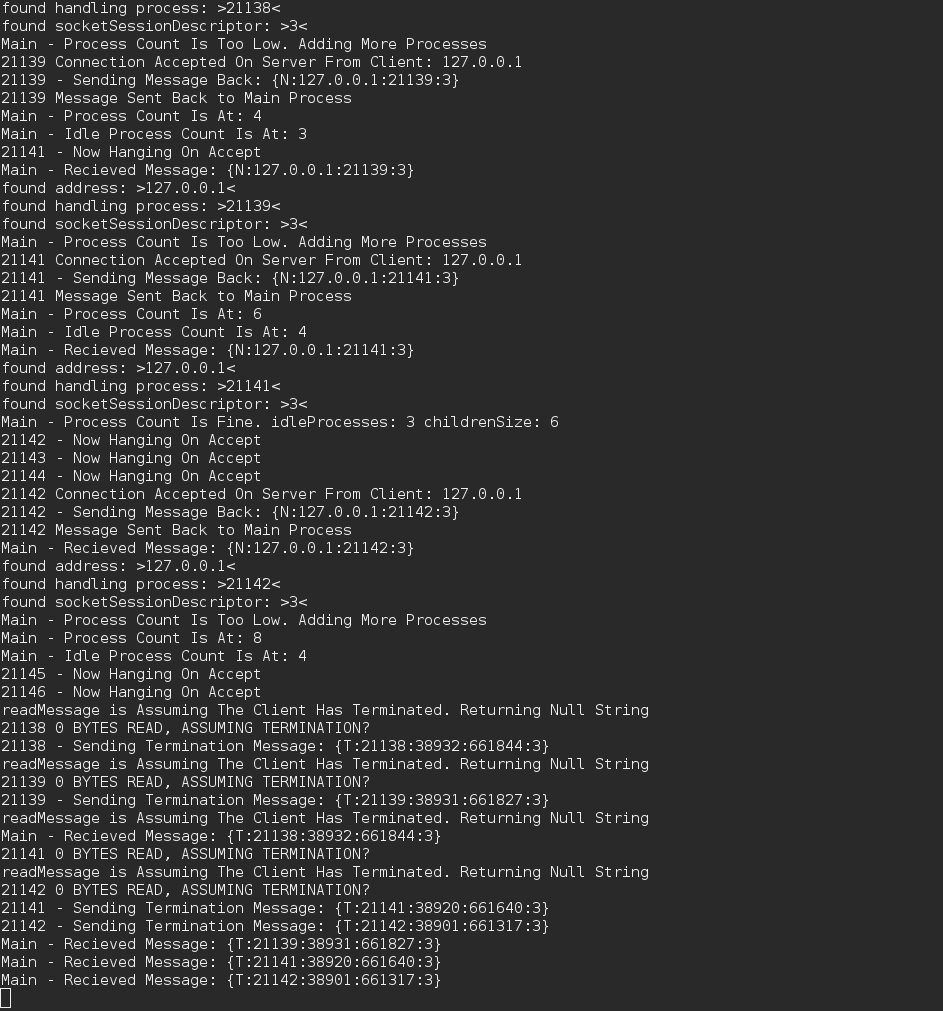 found handling process: >21138<
found socketSessionDescriptor: >3<
Main - Process Count Is Too Low. Adding More Processes
21139 Connection Accepted On Server From Client: 127.0.0.1
21139 - Sending Message Back: {N:127.0.0.1:21139:3}
21139 Message Sent Back to Main Process
Main - Process Count Is At: 4
Main - Idle Process Count Is At: 3
21141 - Now Hanging On Accept
Main - Recieved Message: {N:127.0.0.1:21139:3}
found address: >127.0.0.1<
found handling process: >21139<
found socketSessionDescriptor: >3<
Main - Process Count Is Too Low. Adding More Processes
21141 Connection Accepted On Server From Client: 127.0.0.1
21141 - Sending Message Back: {N:127.0.0.1:21141:3}
21141 Message Sent Back to Main Process
Main - Process Count Is At: 6
Main - Idle Process Count Is At: 4
Main - Recieved Message: {N:127.0.0.1:21141:3}
found address: >127.0.0.1<
found handling process: >21141<
found socketSessionDescriptor: >3<
Main - Process Count Is Fine. idleProcesses: 3 childrenSize: 6
21142 - Now Hanging On Accept
21143 - Now Hanging On Accept
21144 - Now Hanging On Accept
21142 Connection Accepted On Server From Client: 127.0.0.1
21142 - Sending Message Back: {N:127.0.0.1:21142:3}
21142 Message Sent Back to Main Process
Main - Recieved Message: {N:127.0.0.1:21142:3}
found address: >127.0.0.1<
found handling process: >21142<
found socketSessionDescriptor: >3<
Main - Process Count Is Too Low. Adding More Processes
Main - Process Count Is At: 8
Main - Idle Process Count Is At: 4
21145 - Now Hanging On Accept
21146 - Now Hanging On Accept
readMessage is Assuming The Client Has Terminated. Returning Null String
21138 0 BYTES READ, ASSUMING TERMINATION?
21138 - Sending Termination Message: {T:21138:38932:661844:3}
readMessage is Assuming The Client Has Terminated. Returning Null String
21139 0 BYTES READ, ASSUMING TERMINATION?
21139 - Sending Termination Message: {T:21139:38931:661827:3}
readMessage is Assuming The Client Has Terminated. Returning Null String
Main - Recieved Message: {T:21138:38932:661844:3}
21141 0 BYTES READ, ASSUMING TERMINATION?
readMessage is Assuming The Client Has Terminated. Returning Null String
21142 0 BYTES READ, ASSUMING TERMINATION?
21141 - Sending Termination Message: {T:21141:38920:661640:3}
21142 - Sending Termination Message: {T:21142:38901:661317:3}
Main - Recieved Message: {T:21139:38931:661827:3}
Main - Recieved Message: {T:21141:38920:661640:3}
Main - Recieved Message: {T:21142:38901:661317:3}